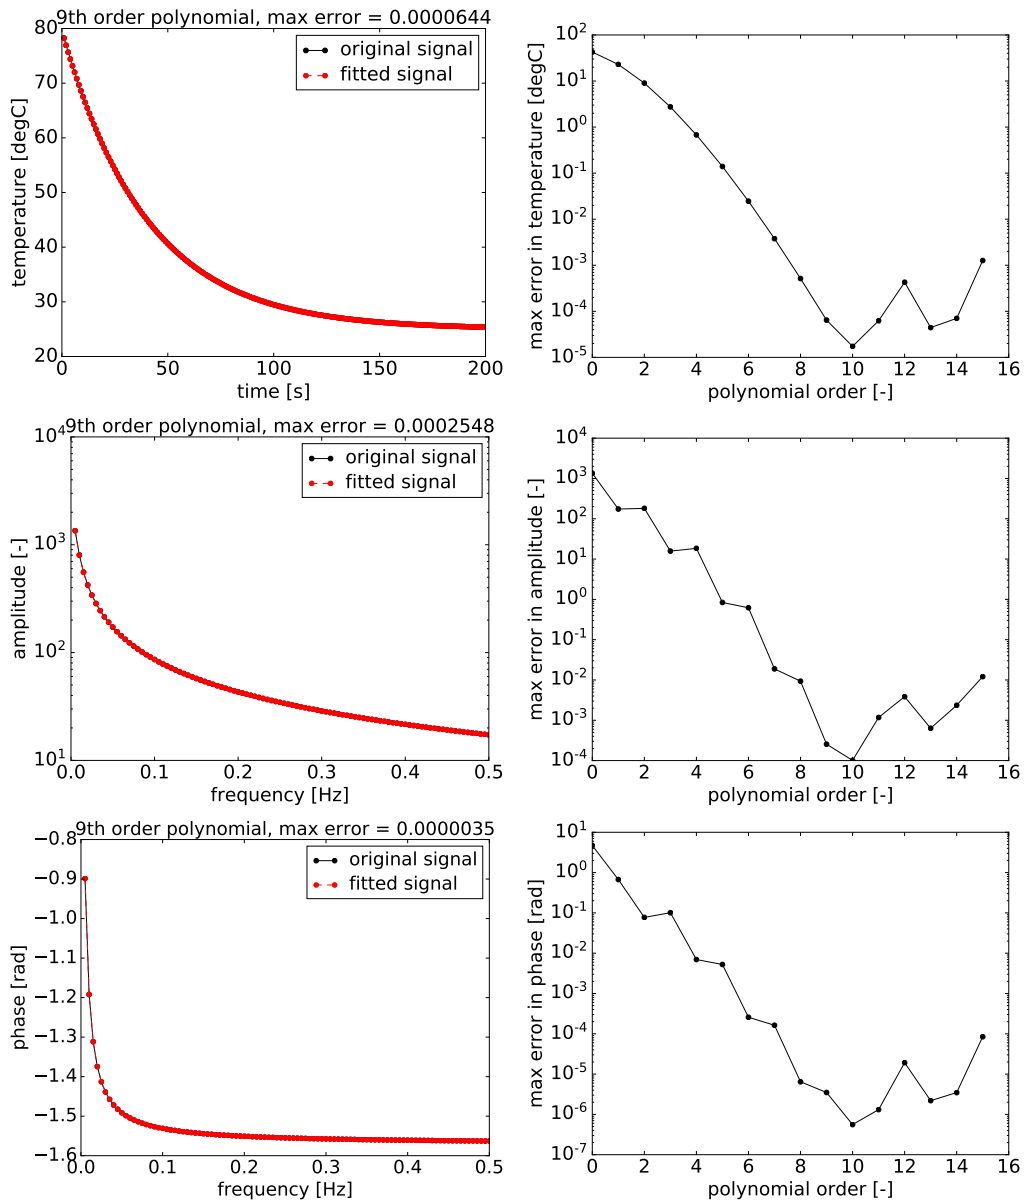 9th order polynomial, max error = 0.0000644
80
70
60
50
40
30
20
temperature [degC]
original signal
fitted signal
0 50 100 150 200
time [s]
10^2
10^1
10^0
10^-1
10^-2
10^-3
10^-4
10^-5
max error in temperature [degC]
0 2 4 6 8 10 12 14 16
polynomial order [-]
9th order polynomial, max error = 0.0002548
10^4
10^3
10^2
10^1
amplitude [-]
original signal
fitted signal
0.0 0.1 0.2 0.3 0.4 0.5
frequency [Hz]
10^4
10^3
10^2
10^1
10^0
10^-1
10^-2
10^-3
10^-4
max error in amplitude [-]
0 2 4 6 8 10 12 14 16
polynomial order [-]
9th order polynomial, max error = 0.0000035
−0.8
−0.9
−1.0
−1.1
−1.2
−1.3
−1.4
−1.5
−1.6
phase [rad]
original signal
fitted signal
0.0 0.1 0.2 0.3 0.4 0.5
frequency [Hz]
10^1
10^0
10^-1
10^-2
10^-3
10^-4
10^-5
10^-6
10^-7
max error in phase [rad]
0 2 4 6 8 10 12 14 16
polynomial order [-]